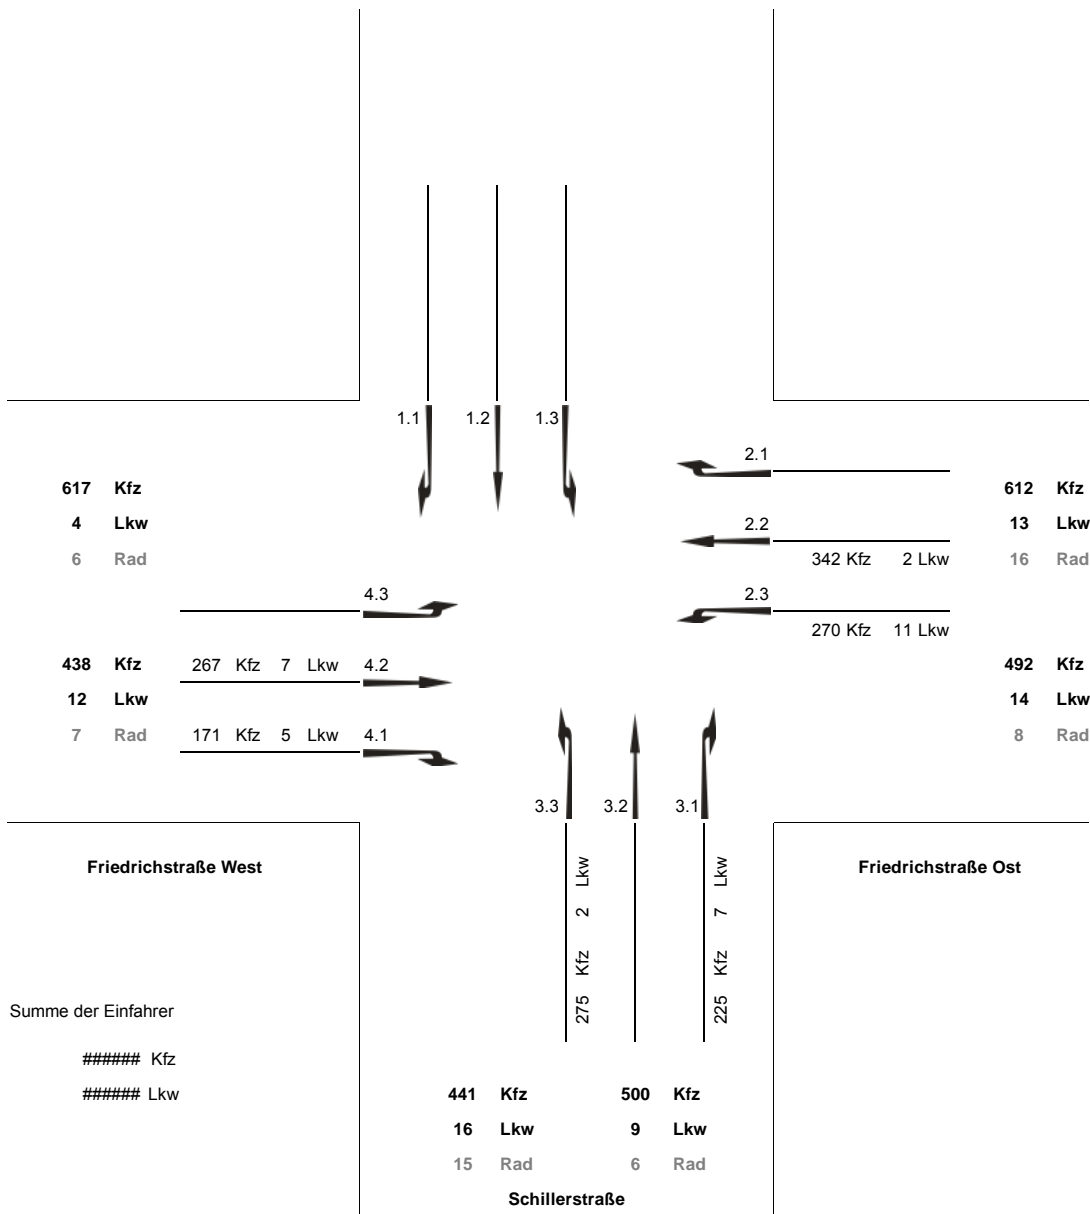 1.1 1.2 1.3
2.1
617 Kfz
4 Lkw
6 Rad
612 Kfz
13 Lkw
16 Rad
2.2
342 Kfz 2 Lkw
2.3
270 Kfz 11 Lkw
4.3
438 Kfz
12 Lkw
7 Rad
267 Kfz 7 Lkw 4.2
171 Kfz 5 Lkw 4.1
492 Kfz
14 Lkw
8 Rad
3.3 3.2 3.1
Friedrichstraße West
Friedrichstraße Ost
275 Kfz 2 Lkw
225 Kfz 7 Lkw
Summe der Einfahrer
###### Kfz
###### Lkw
441 Kfz 500 Kfz
16 Lkw 9 Lkw
15 Rad 6 Rad
Schillerstraße